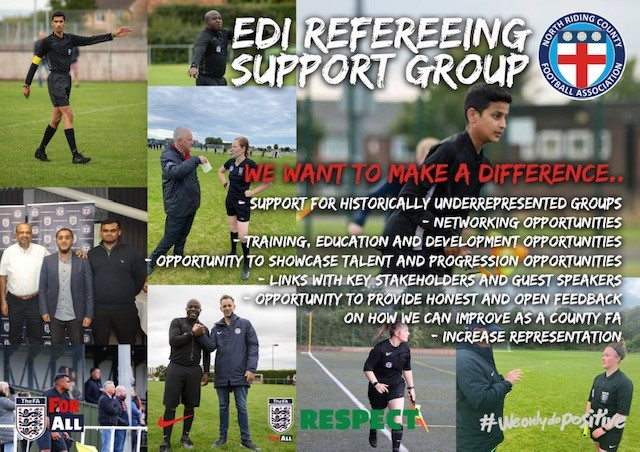 EDI REFEREEING
SUPPORT GROUP
NORTH RIDING COUNTY
FOOTBALL ASSOCIATION
WE WANT TO MAKE A DIFFERENCE..
- SUPPORT FOR HISTORICALLY UNDERREPRESENTED GROUPS
- NETWORKING OPPORTUNITIES
- TRAINING, EDUCATION AND DEVELOPMENT OPPORTUNITIES
- OPPORTUNITY TO SHOWCASE TALENT AND PROGRESSION OPPORTUNITIES
- LINKS WITH KEY STAKEHOLDERS AND GUEST SPEAKERS
- OPPORTUNITY TO PROVIDE HONEST AND OPEN FEEDBACK
ON HOW WE CAN IMPROVE AS A COUNTY FA
- INCREASE REPRESENTATION
TheFA
FOR
ALL
TheFA
FOR ALL
RESPECT
#Weonlydopositive